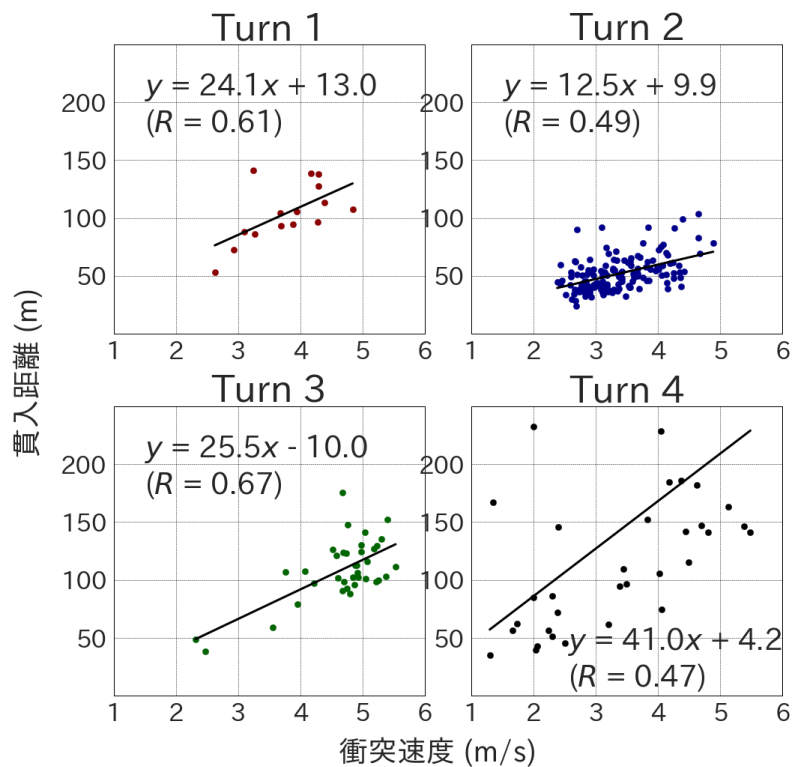 Turn 1
y = 24.1x + 13.0
(R = 0.61)
200
150
100
50
1 2 3 4 5 6
Turn 2
y = 12.5x + 9.9
(R = 0.49)
200
150
100
50
1 2 3 4 5 6
Turn 3
y = 25.5x - 10.0
(R = 0.67)
200
150
100
50
1 2 3 4 5 6
Turn 4
200
150
100
50
y = 41.0x + 4.2
(R = 0.47)
1 2 3 4 5 6
貫入距離 (m)
衝突速度 (m/s)